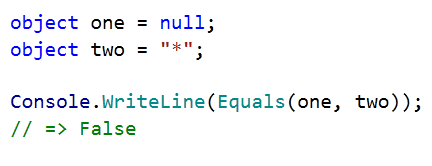 object one = null;
object two = "*";
Console.WriteLine(Equals(one, two));
// => False